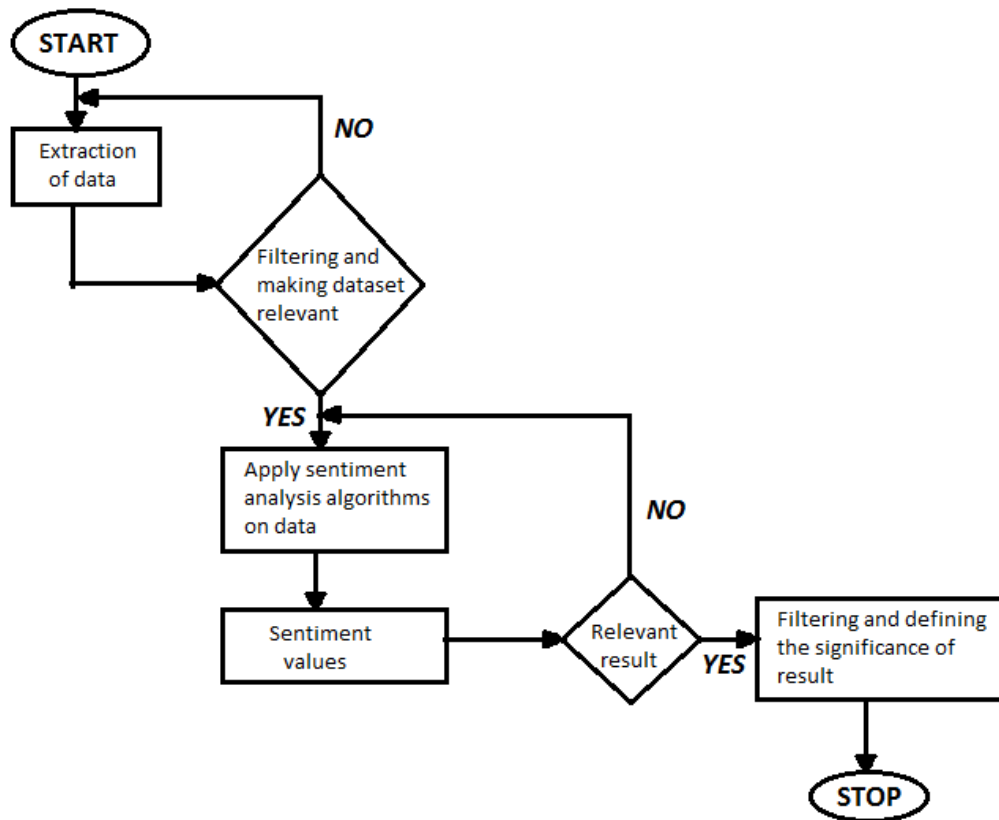 START
NO
Extraction
of data
Filtering and
making dataset
relevant
YES
Apply sentiment
analysis algorithms
on data
NO
Sentiment
values
Relevant
result
YES
Filtering and defining
the significance of
result
STOP